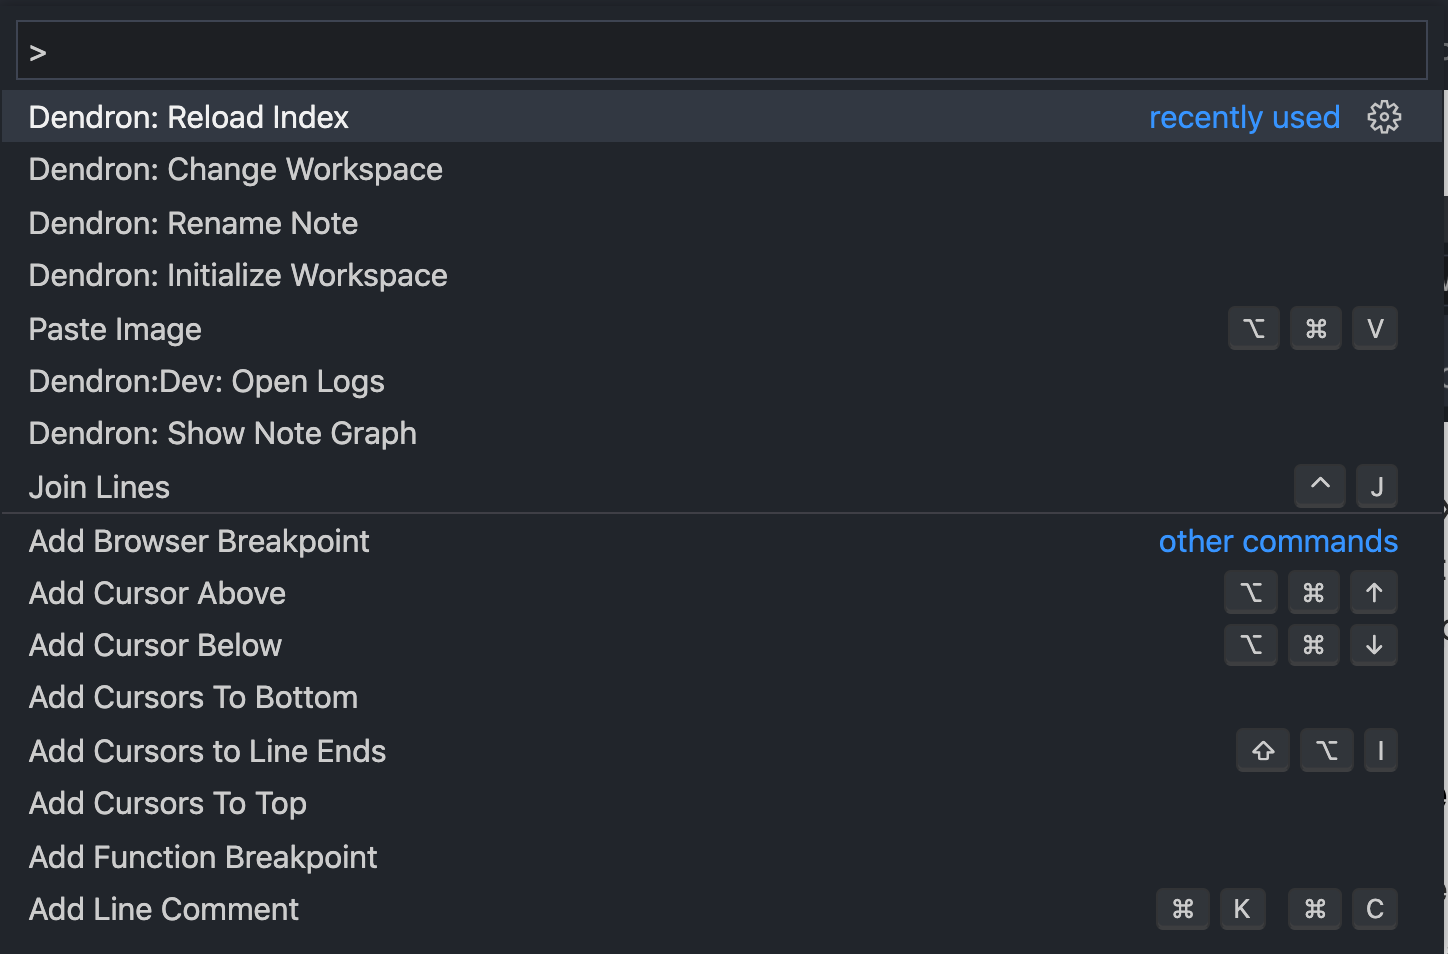 >
Dendron: Reload Index recently used
Dendron: Change Workspace
Dendron: Rename Note
Dendron: Initialize Workspace
Paste Image ⌥ ⌘ V
Dendron:Dev: Open Logs
Dendron: Show Note Graph
Join Lines ^ J
Add Browser Breakpoint other commands
Add Cursor Above ⌥ ⌘ ↑
Add Cursor Below ⌥ ⌘ ↓
Add Cursors To Bottom
Add Cursors to Line Ends ⇧ ⌥ I
Add Cursors To Top
Add Function Breakpoint
Add Line Comment ⌘ K ⌘ C